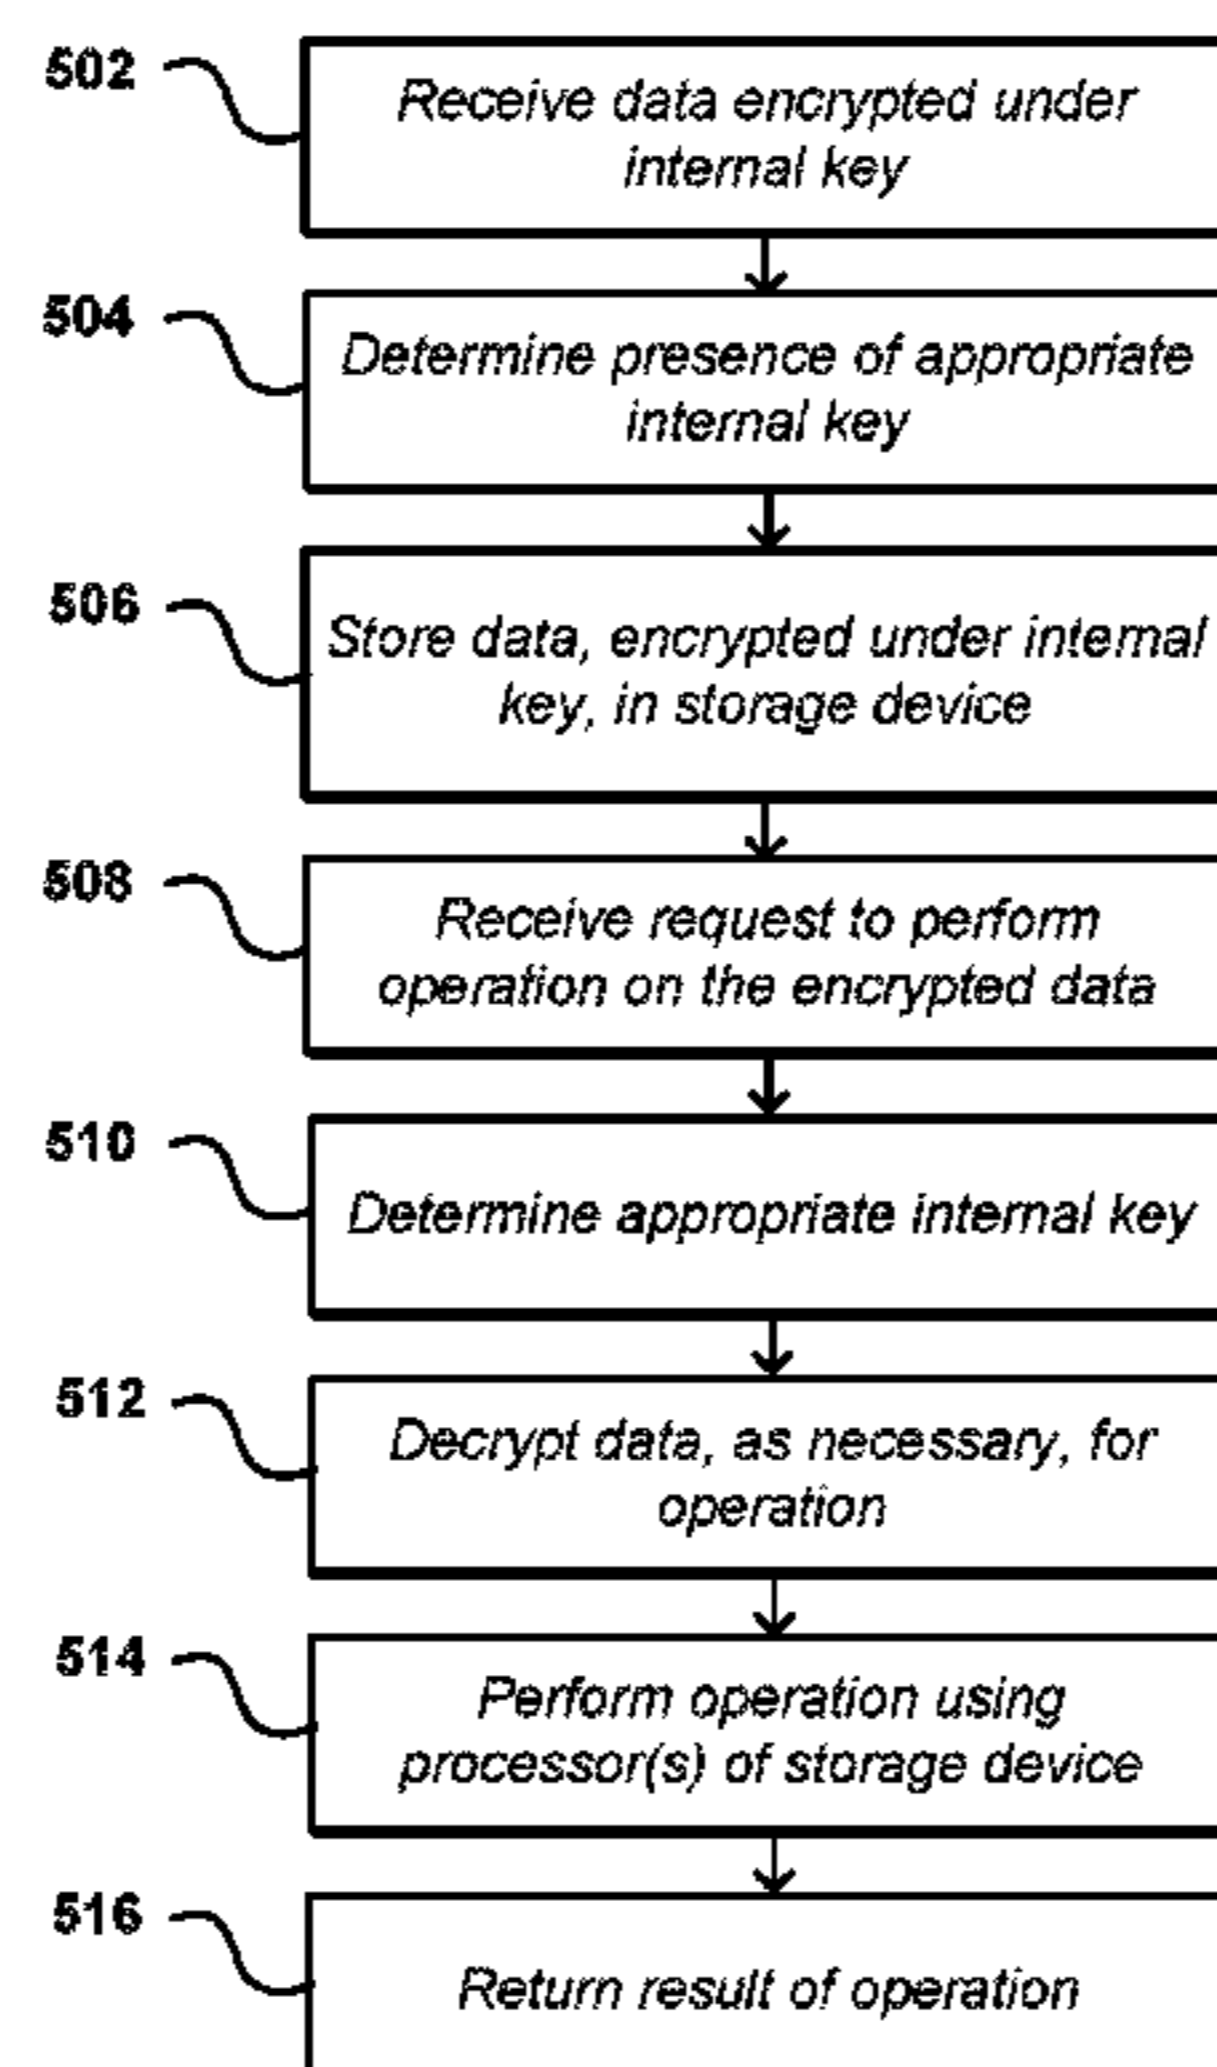 502
Receive data encrypted under
internal key
504
Determine presence of appropriate
internal key
506
Store data, encrypted under internal
key, in storage device
508
Receive request to perform
operation on the encrypted data
510
Determine appropriate internal key
512
Decrypt data, as necessary, for
operation
514
Perform operation using
processor(s) of storage device
516
Return result of operation